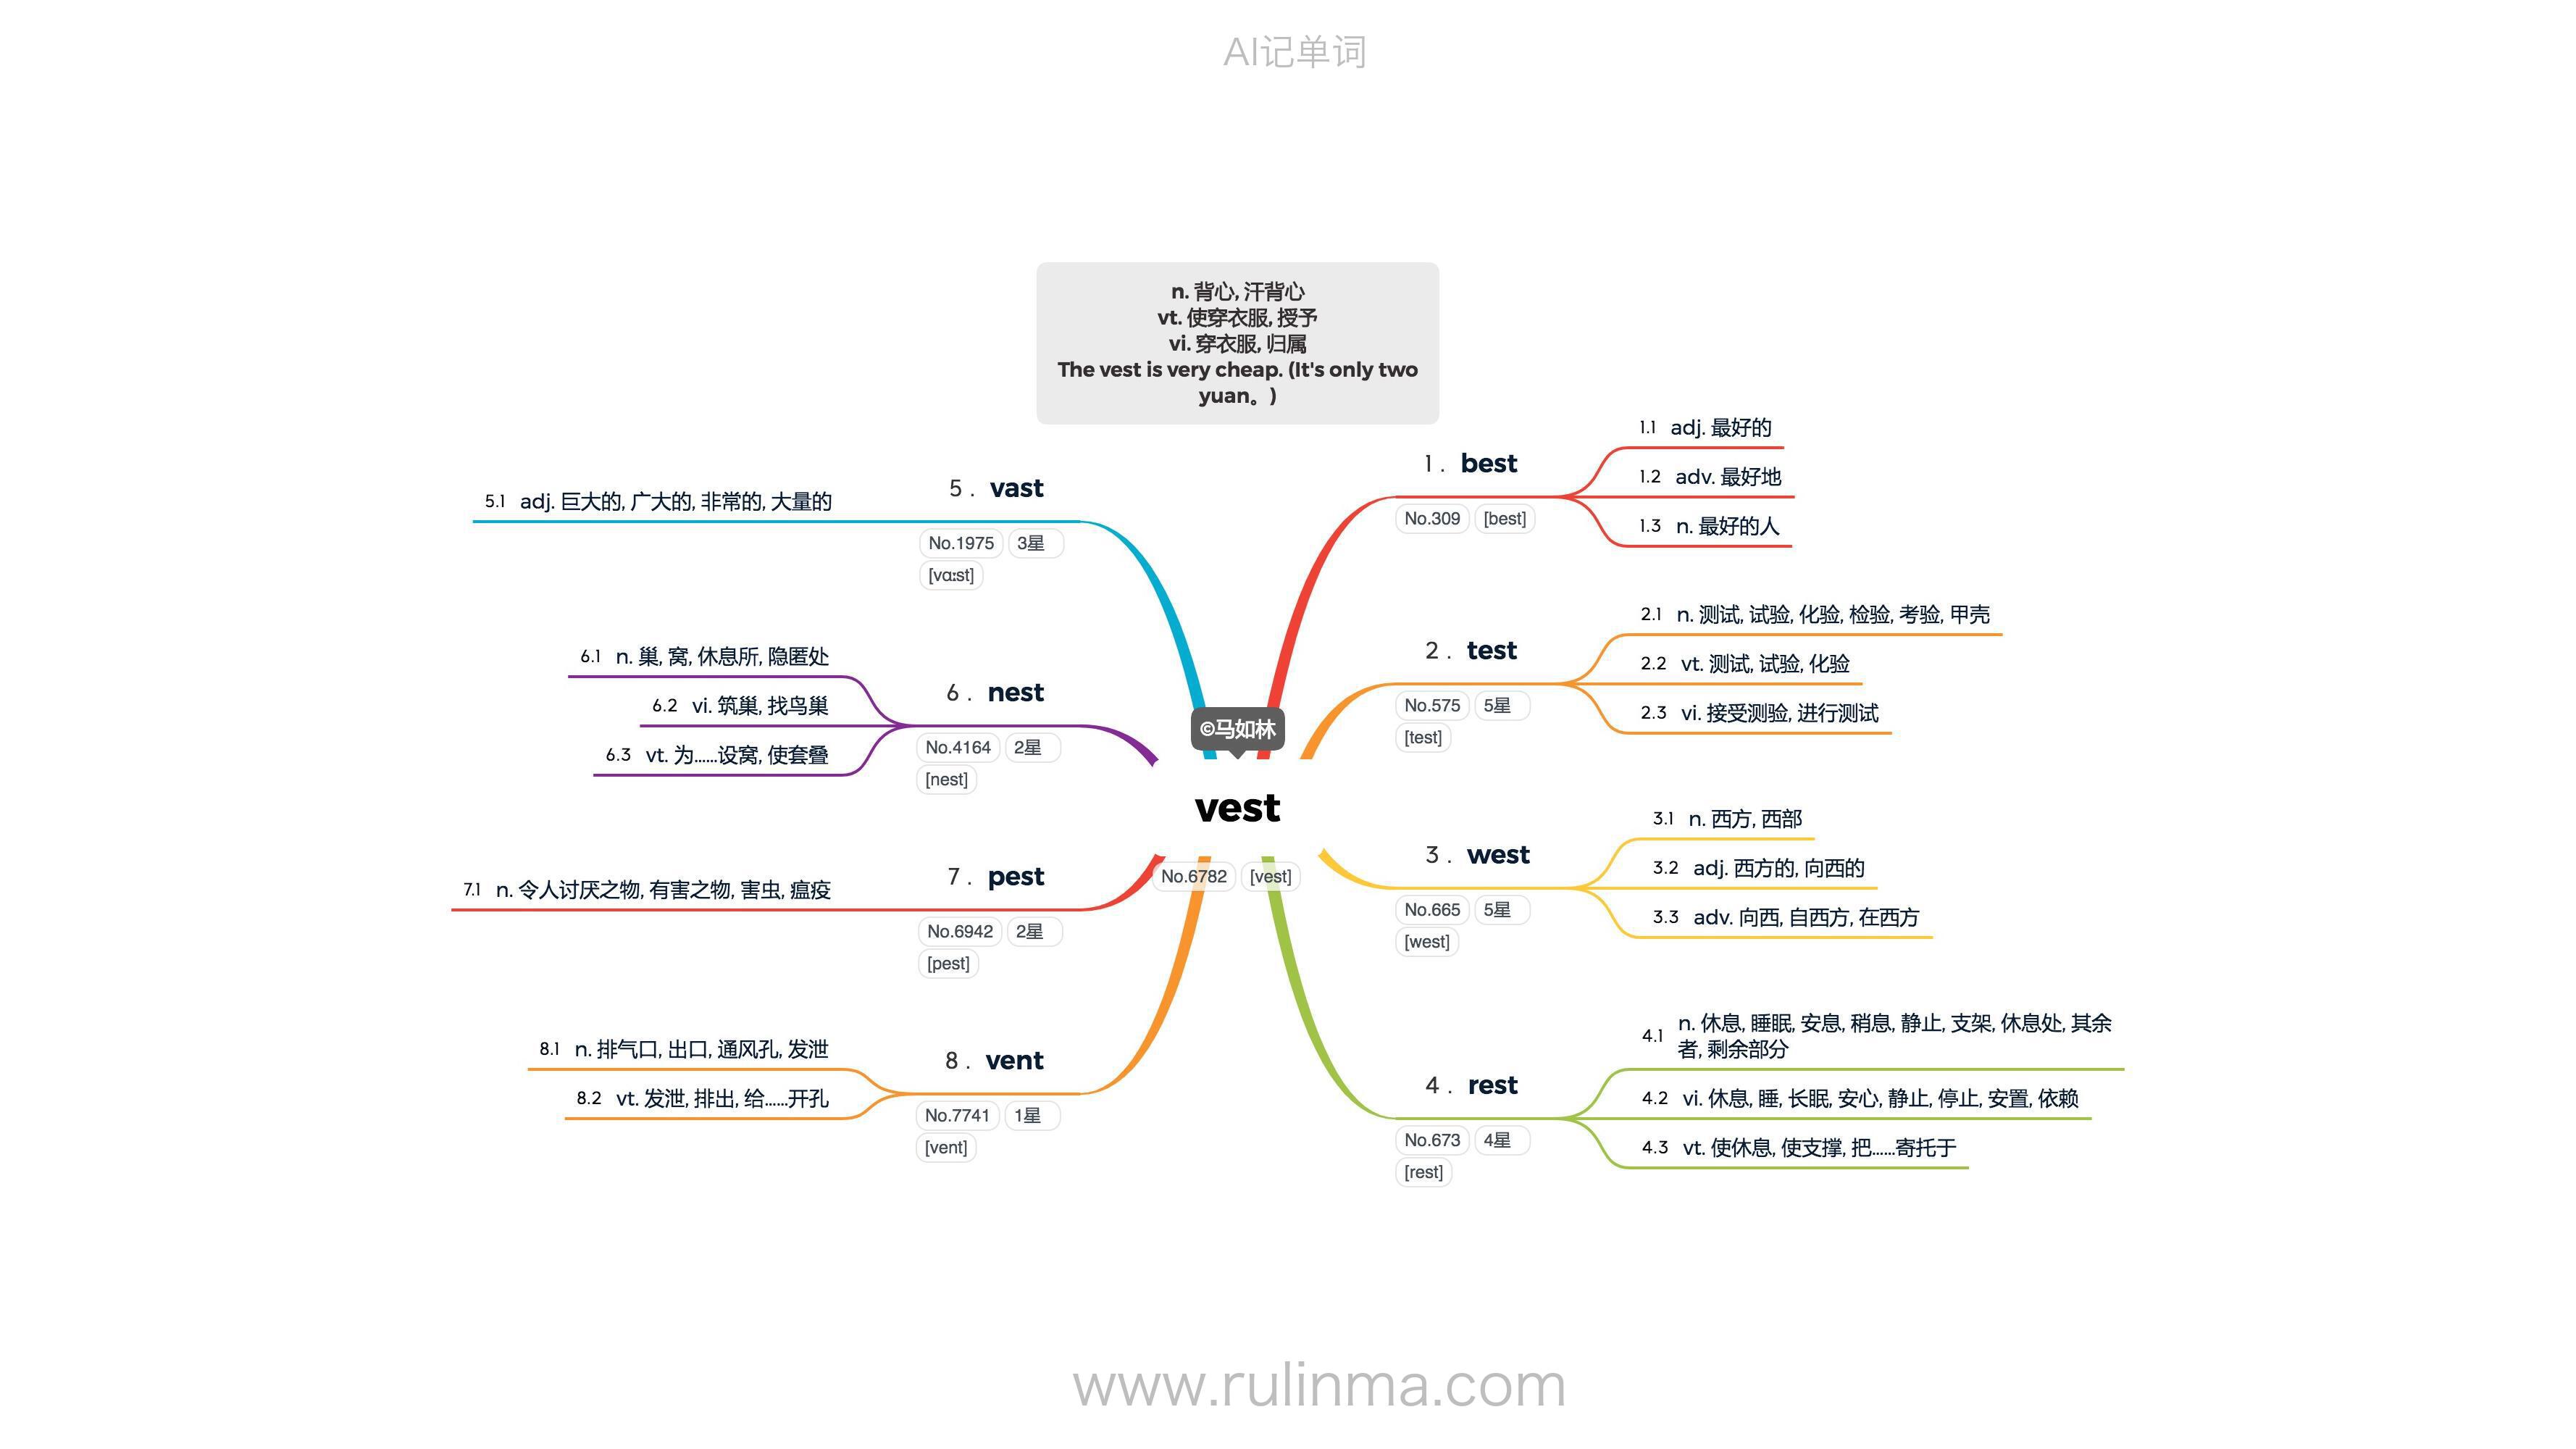 AI记单词
n. 背心, 汗背心
vt. 使穿衣服, 授予
vi. 穿衣服, 归属
The vest is very cheap. (It's only two
yuan。)
©马如林
vest
No.6782 [vest]
1. best
No.309 [best]
1.1 adj. 最好的
1.2 adv. 最好地
1.3 n. 最好的人
2. test
No.575 5星
[test]
2.1 n. 测试, 试验, 化验, 检验, 考验, 甲壳
2.2 vt. 测试, 试验, 化验
2.3 vi. 接受测验, 进行测试
3. west
No.665 5星
[west]
3.1 n. 西方, 西部
3.2 adj. 西方的, 向西的
3.3 adv. 向西, 自西方, 在西方
4. rest
No.673 4星
[rest]
4.1 n. 休息, 睡眠, 安息, 稍息, 静止, 支架, 休息处, 其余
者, 剩余部分
4.2 vi. 休息, 睡, 长眠, 安心, 静止, 停止, 安置, 依赖
4.3 vt. 使休息, 使支撑, 把……寄托于
5. vast
No.1975 3星
[vɑːst]
5.1 adj. 巨大的, 广大的, 非常的, 大量的
6. nest
No.4164 2星
[nest]
6.1 n. 巢, 窝, 休息所, 隐匿处
6.2 vi. 筑巢, 找鸟巢
6.3 vt. 为……设窝, 使套叠
7. pest
No.6942 2星
[pest]
7.1 n. 令人讨厌之物, 有害之物, 害虫, 瘟疫
8. vent
No.7741 1星
[vent]
8.1 n. 排气口, 出口, 通风孔, 发泄
8.2 vt. 发泄, 排出, 给……开孔
www.rulinma.com